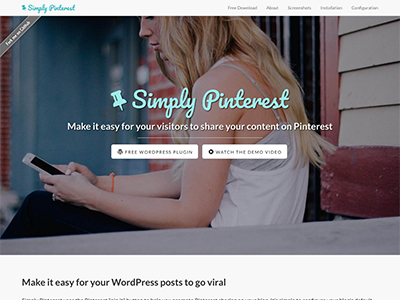 Simply Pinterest
Free Download About Screenshots Installation Configuration
Fork me on GitHub
Simply Pinterest
Make it easy for your visitors to share your content on Pinterest
FREE WORDPRESS PLUGIN
WATCH THE DEMO VIDEO
Make it easy for your WordPress posts to go viral